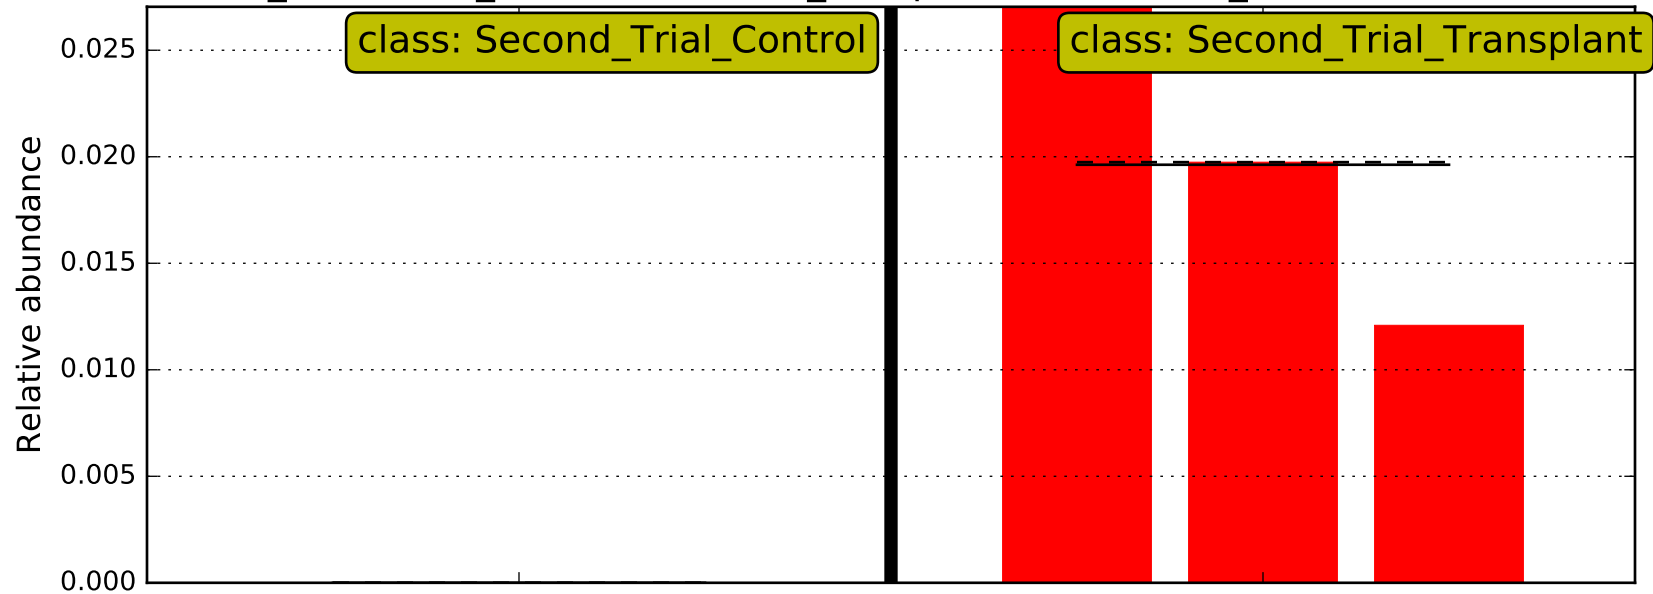 class: Second_Trial_Control
class: Second_Trial_Transplant
Relative abundance
0.025
0.020
0.015
0.010
0.005
0.000